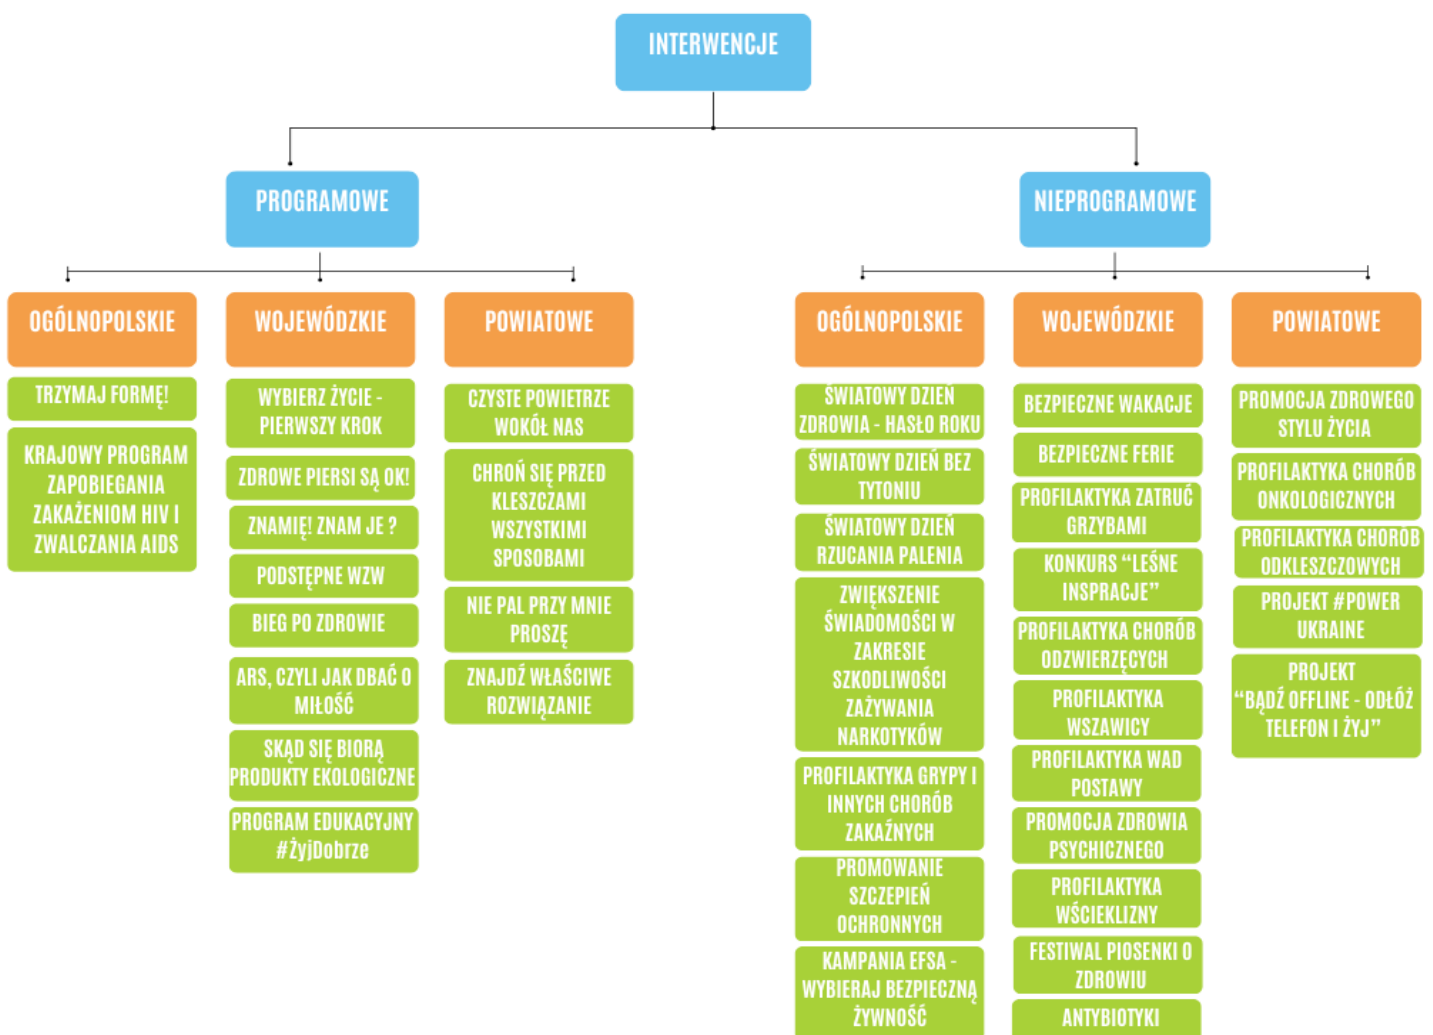 INTERWENCJE
PROGRAMOWE
OGÓLNOPOLSKIE
TRZYMAJ FORMĘ!
KRAJOWY PROGRAM
ZAPOBIEGANIA
ZAKAŻENIOM HIV I
ZWALCZANIA AIDS
WOJEWÓDZKIE
WYBIERZ ŻYCIE -
PIERWSZY KROK
ZDROWE PIERSI SĄ OK!
ZNAMIĘ! ZNAM JE ?
PODSTĘPNE WZW
BIEG PO ZDROWIE
ARS, CZYLI JAK DBAĆ O
MIŁOŚĆ
SKĄD SIĘ BIORĄ
PRODUKTY EKOLOGICZNE
PROGRAM EDUKACYJNY
#ŻyjDobrze
POWIATOWE
CZYSTE POWIETRZE
WOKÓŁ NAS
CHROŃ SIĘ PRZED
KLESZCZAMI
WSZYSTKIMI
SPOSOBAMI
NIE PAL PRZY MNIE
PROSZĘ
ZNAJDŹ WŁAŚCIWE
ROZWIĄZANIE
NIEPROGRAMOWE
OGÓLNOPOLSKIE
ŚWIATOWY DZIEŃ
ZDROWIA - HASŁO ROKU
ŚWIATOWY DZIEŃ BEZ
TYTONIU
ŚWIATOWY DZIEŃ
RZUCANIA PALENIA
ZWIĘKSZENIE
ŚWIADOMOŚCI W
ZAKRESIE
SZKODLIWOŚCI
ZAŻYWANIA
NARKOTYKÓW
PROFILAKTYKA GRYPY I
INNYCH CHORÓB
ZAKAŹNYCH
PROMOWANIE
SZCZEPIEŃ
OCHRONNYCH
KAMPANIA EFSA -
WYBIERAJ BEZPIECZNĄ
ŻYWNOŚĆ
WOJEWÓDZKIE
BEZPIECZNE WAKACJE
BEZPIECZNE FERIE
PROFILAKTYKA ZATRUĆ
GRZYBAMI
KONKURS “LEŚNE
INSPRACJE”
PROFILAKTYKA CHORÓB
ODZWIERZĘCYCH
PROFILAKTYKA
WSZAWICY
PROFILAKTYKA WAD
POSTAWY
PROMOCJA ZDROWIA
PSYCHICZNEGO
PROFILAKTYKA
WŚCIEKLIZNY
FESTIWAL PIOSENKI O
ZDROWIU
ANTYBIOTYKI
POWIATOWE
PROMOCJA ZDROWEGO
STYLU ŻYCIA
PROFILAKTYKA CHORÓB
ONKOLOGICZNYCH
PROFILAKTYKA CHORÓB
ODKLESZCZOWYCH
PROJEKT #POWER
UKRAINE
PROJEKT
“BĄDŹ OFFLINE - ODŁÓŻ
TELEFON I ŻYJ”